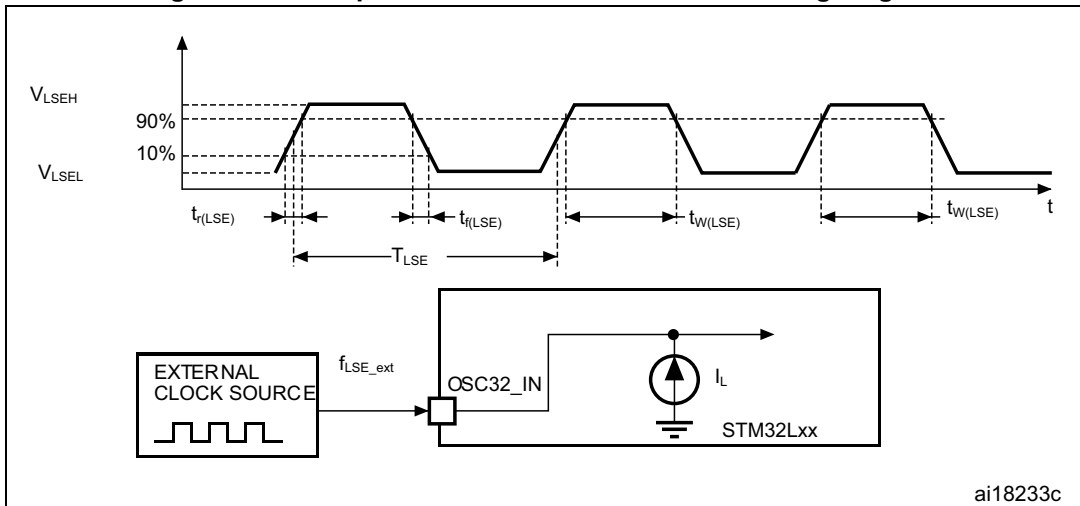 V_LSEH
90%
10%
V_LSEL
t_r(LSE)
t_f(LSE)
t_W(LSE)
t_W(LSE)
t
T_LSE
EXTERNAL
CLOCK SOURCE
f_LSE_ext
OSC32_IN
I_L
STM32Lxx
ai18233c